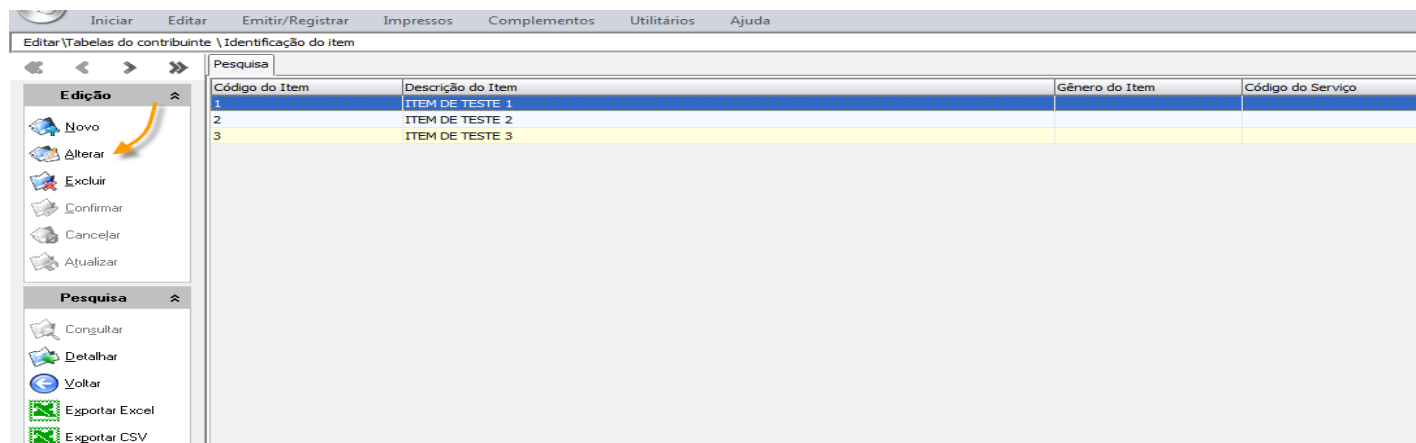 Iniciar Editar Emitir/Registrar Impressos Complementos Utilitários Ajuda
Editar\Tabelas do contribuinte \ Identificação do item
Pesquisa
Edição
Novo
Alterar
Excluir
Confirmar
Cancelar
Atualizar
Pesquisa
Consultar
Detalhar
Voltar
Exportar Excel
Exportar CSV
Código do Item Descrição do Item Gênero do Item Código do Serviço
1 ITEM DE TESTE 1
2 ITEM DE TESTE 2
3 ITEM DE TESTE 3